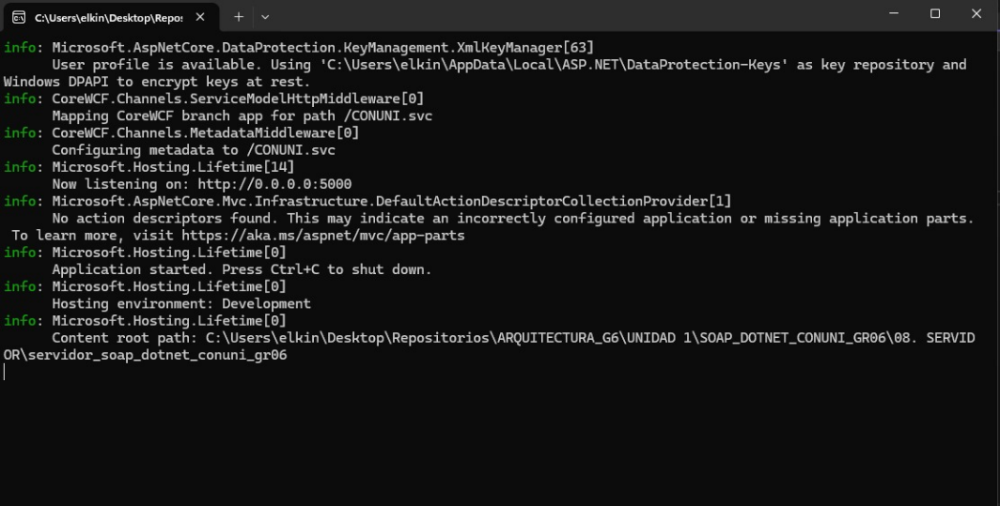 C:\Users\elkin\Desktop\Repos
info: Microsoft.AspNetCore.DataProtection.KeyManagement.XmlKeyManager[63]
      User profile is available. Using 'C:\Users\elkin\AppData\Local\ASP.NET\DataProtection-Keys' as key repository and
Windows DPAPI to encrypt keys at rest.
info: CoreWCF.Channels.ServiceModelHttpMiddleware[0]
      Mapping CoreWCF branch app for path /CONUNI.svc
info: CoreWCF.Channels.MetadataMiddleware[0]
      Configuring metadata to /CONUNI.svc
info: Microsoft.Hosting.Lifetime[14]
      Now listening on: http://0.0.0.0:5000
info: Microsoft.AspNetCore.Mvc.Infrastructure.DefaultActionDescriptorCollectionProvider[1]
      No action descriptors found. This may indicate an incorrectly configured application or missing application parts.
 To learn more, visit https://aka.ms/aspnet/mvc/app-parts
info: Microsoft.Hosting.Lifetime[0]
      Application started. Press Ctrl+C to shut down.
info: Microsoft.Hosting.Lifetime[0]
      Hosting environment: Development
info: Microsoft.Hosting.Lifetime[0]
      Content root path: C:\Users\elkin\Desktop\Repositorios\ARQUITECTURA_G6\UNIDAD 1\SOAP_DOTNET_CONUNI_GR06\08. SERVID
OR\servidor_soap_dotnet_conuni_gr06